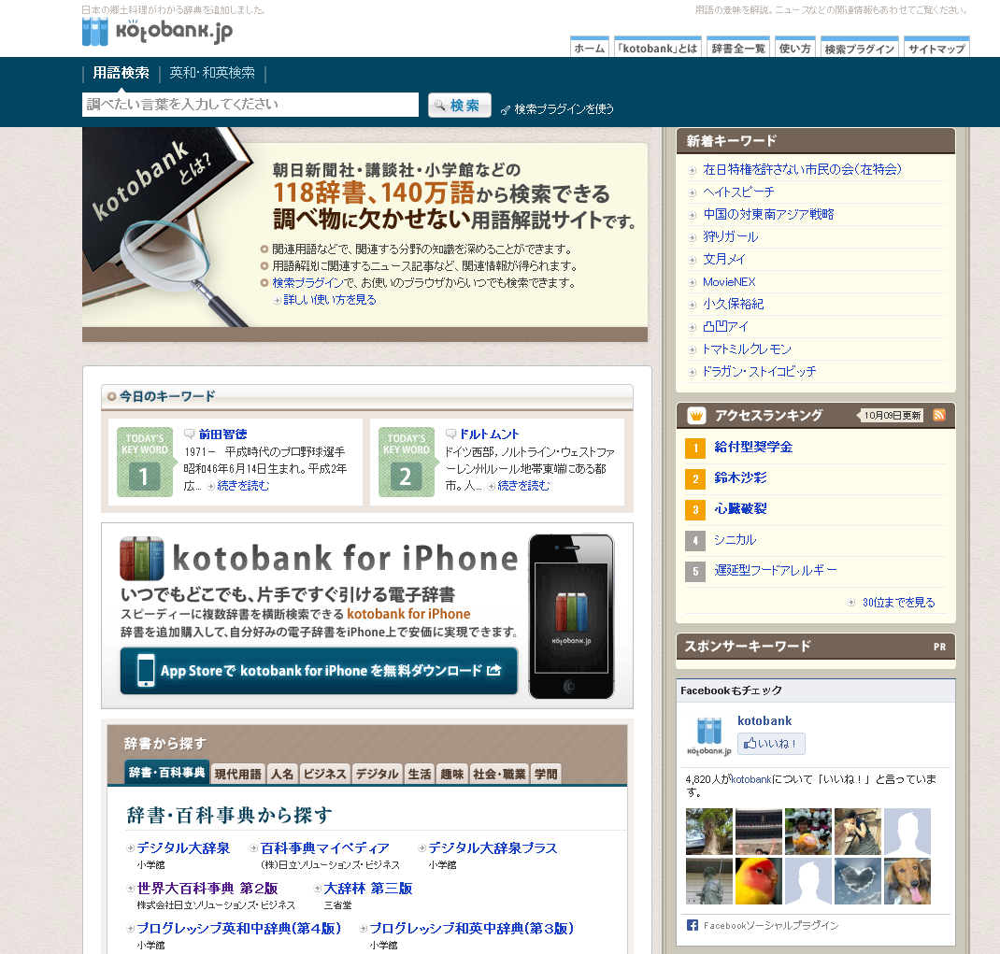 日本の郷土料理がわかる辞典を追加しました。
用語の意味を解説。ニュースなどの関連情報もあわせてご覧ください。
kotobank.jp
ホーム
「kotobank」とは
辞書全一覧
使い方
検索プラグイン
サイトマップ
用語検索
英和・和英検索
調べたい言葉を入力してください
検索
検索プラグインを使う
kotobank
とは?
朝日新聞社・講談社・小学館などの
118辞書、140万語から検索できる
調べ物に欠かせない用語解説サイトです。
関連用語などで、関連する分野の知識を深めることができます。
用語解説に関連するニュース記事など、関連情報が得られます。
検索プラグインで、お使いのブラウザからいつでも検索できます。
詳しい使い方を見る
今日のキーワード
TODAY'S
KEY WORD
1
前田智徳
1971− 平成時代のプロ野球選手
昭和46年6月14日生まれ。平成2年
広... 続きを読む
TODAY'S
KEY WORD
2
ドルトムント
ドイツ西部，ノルトライン・ウェストファ
ーレン州ルール地帯東端にある都
市。人... 続きを読む
kotobank for iPhone
いつでもどこでも、片手ですぐ引ける電子辞書
スピーディーに複数辞書を横断検索できる kotobank for iPhone
辞書を追加購入して、自分好みの電子辞書をiPhone上で安価に実現できます。
App Storeで kotobank for iPhone を無料ダウンロード
kotobank.jp
辞書から探す
辞書・百科事典
現代用語
人名
ビジネス
デジタル
生活
趣味
社会・職業
学問
辞書・百科事典から探す
デジタル大辞泉
小学館
百科事典マイペディア
(株)日立ソリューションズ・ビジネス
デジタル大辞泉プラス
小学館
世界大百科事典 第2版
株式会社日立ソリューションズ・ビジネス
大辞林 第三版
三省堂
プログレッシブ英和中辞典(第4版)
小学館
プログレッシブ和英中辞典(第3版)
小学館
新着キーワード
在日特権を許さない市民の会(在特会)
ヘイトスピーチ
中国の対東南アジア戦略
狩りガール
文月メイ
MovieNEX
小久保裕紀
凸凹アイ
トマトミルクレモン
ドラガン・ストイコビッチ
アクセスランキング
10月09日更新
1 給付型奨学金
2 鈴木沙彩
3 心臓破裂
4 シニカル
5 遅延型フードアレルギー
30位までを見る
スポンサーキーワード
PR
Facebookもチェック
kotobank.jp
kotobank
いいね！
4,820人がkotobankについて「いいね！」と言っていま
す。
Facebookソーシャルプラグイン